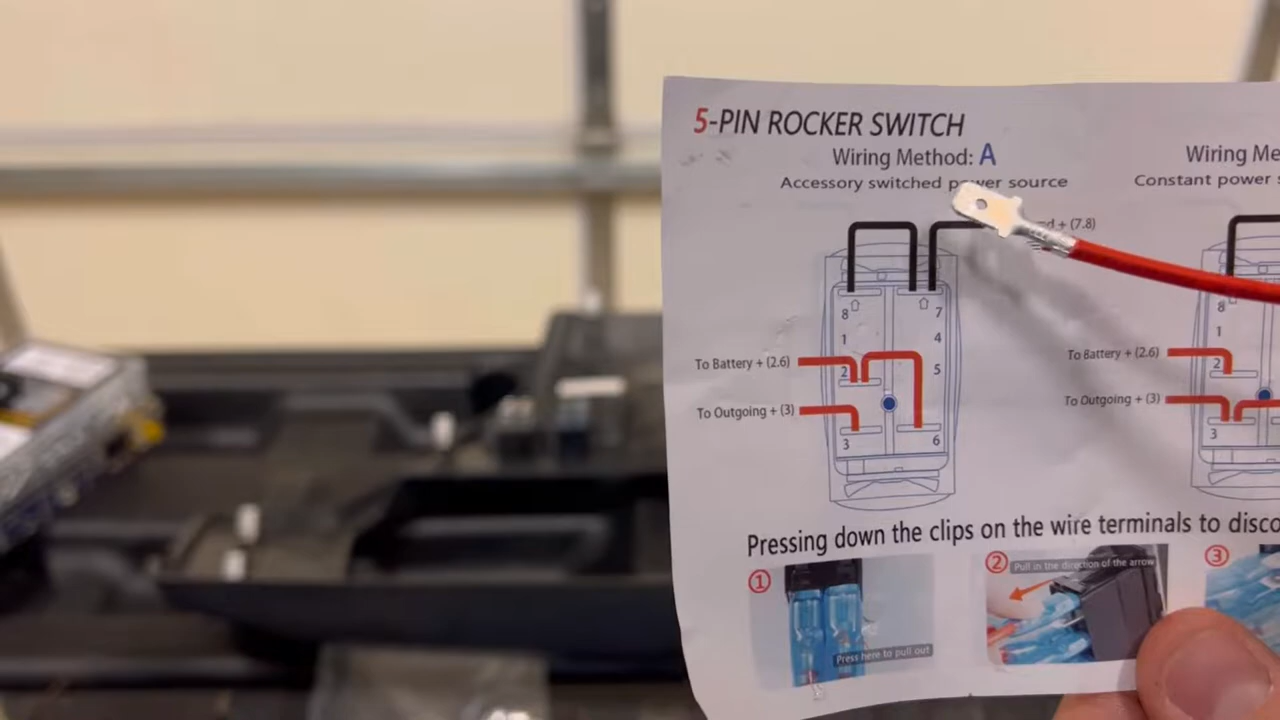 5-PIN ROCKER SWITCH
Wiring Method: A
Accessory switched power source
d + (7.8)
8 7
1 4
To Battery + (2.6) 2 5
To Outgoing + (3)
3 6
Wiring Me
Constant power s
8
1
To Battery + (2.6) 2
To Outgoing + (3)
3
Pressing down the clips on the wire terminals to disco
1
Press here to pull out
2 Pull in the direction of the arrow
3